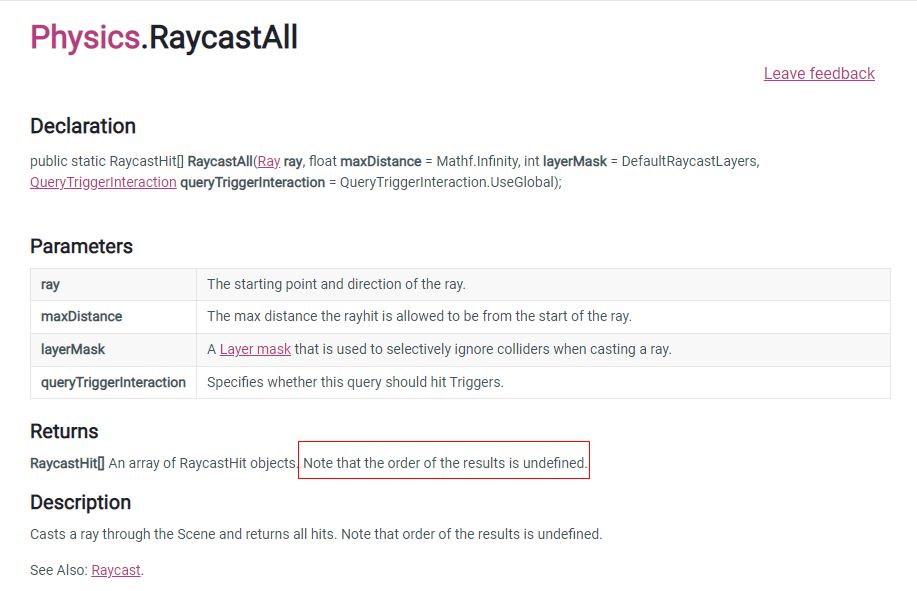 Physics.RaycastAll
Leave feedback
Declaration
public static RaycastHit[] RaycastAll(Ray ray, float maxDistance = Mathf.Infinity, int layerMask = DefaultRaycastLayers,
QueryTriggerInteraction queryTriggerInteraction = QueryTriggerInteraction.UseGlobal);
Parameters
ray The starting point and direction of the ray.
maxDistance The max distance the rayhit is allowed to be from the start of the ray.
layerMask A Layer mask that is used to selectively ignore colliders when casting a ray.
queryTriggerInteraction Specifies whether this query should hit Triggers.
Returns
RaycastHit[] An array of RaycastHit objects. Note that the order of the results is undefined.
Description
Casts a ray through the Scene and returns all hits. Note that order of the results is undefined.
See Also: Raycast.